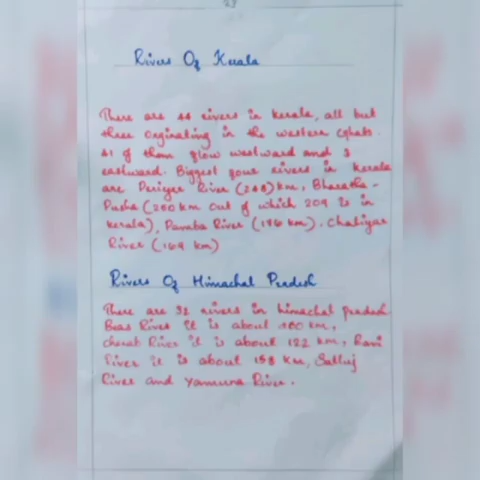 Rivers Of Kerala
There are 44 rivers in kerala, all but
three orginating in the western Ghats.
41 of them flow westward and 3
eastward. Biggest four rivers in Kerala
are Periyar River (244) km, Bharatha-
Puzha (250 km out of which 209 is in
kerala), Pamba River (176 km). Chaliyar
River (169 km)
Rivers Of Himachal Pradesh
There are 32 rivers in himachal pradesh.
Beas River it is about km,
chenab River it is about 122 km, Ravi
River it is about 158 km, Satluj
River and Yamuna River.